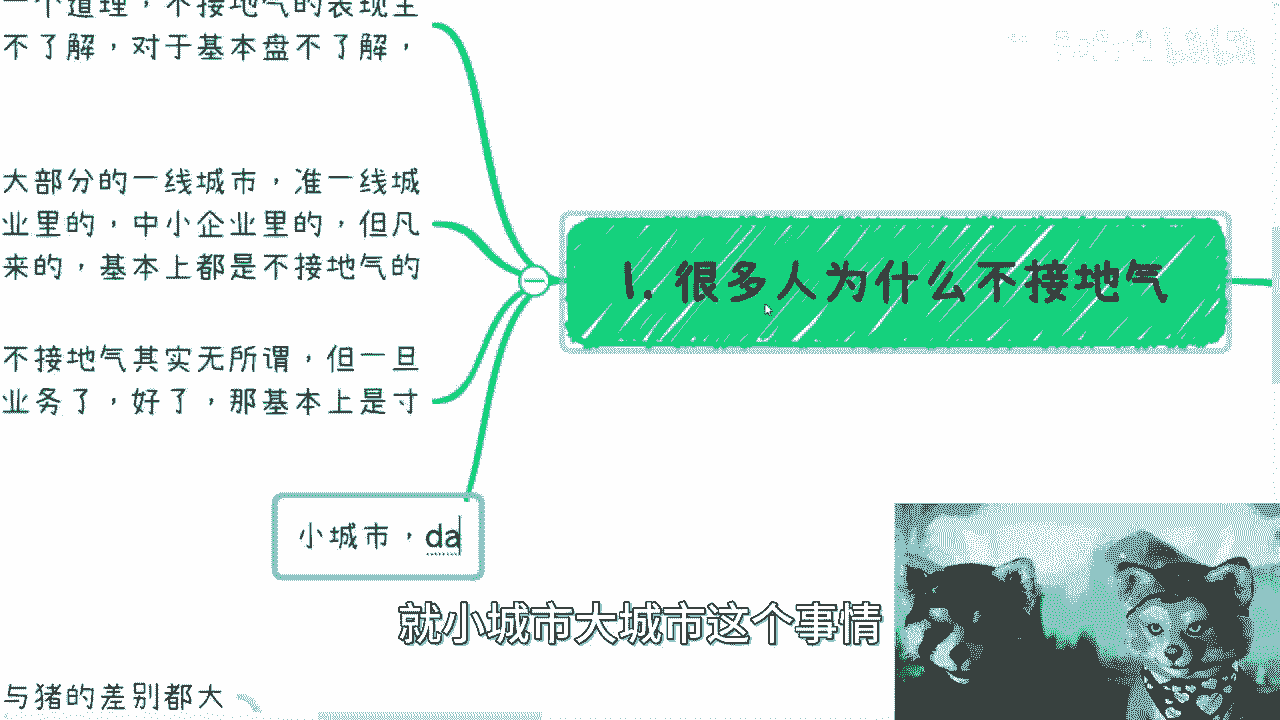 一个道理，不接地气的表现主
不了解，对于基本盘不了解，
大部分的一线城市，准一线城
业里的，中小企业里的，但凡
来的，基本上都是不接地气的
不接地气其实无所谓，但一旦
业务了，好了，那基本上是寸
1. 很多人为什么不接地气
小城市，da
就小城市大城市这个事情
与猪的差别都大